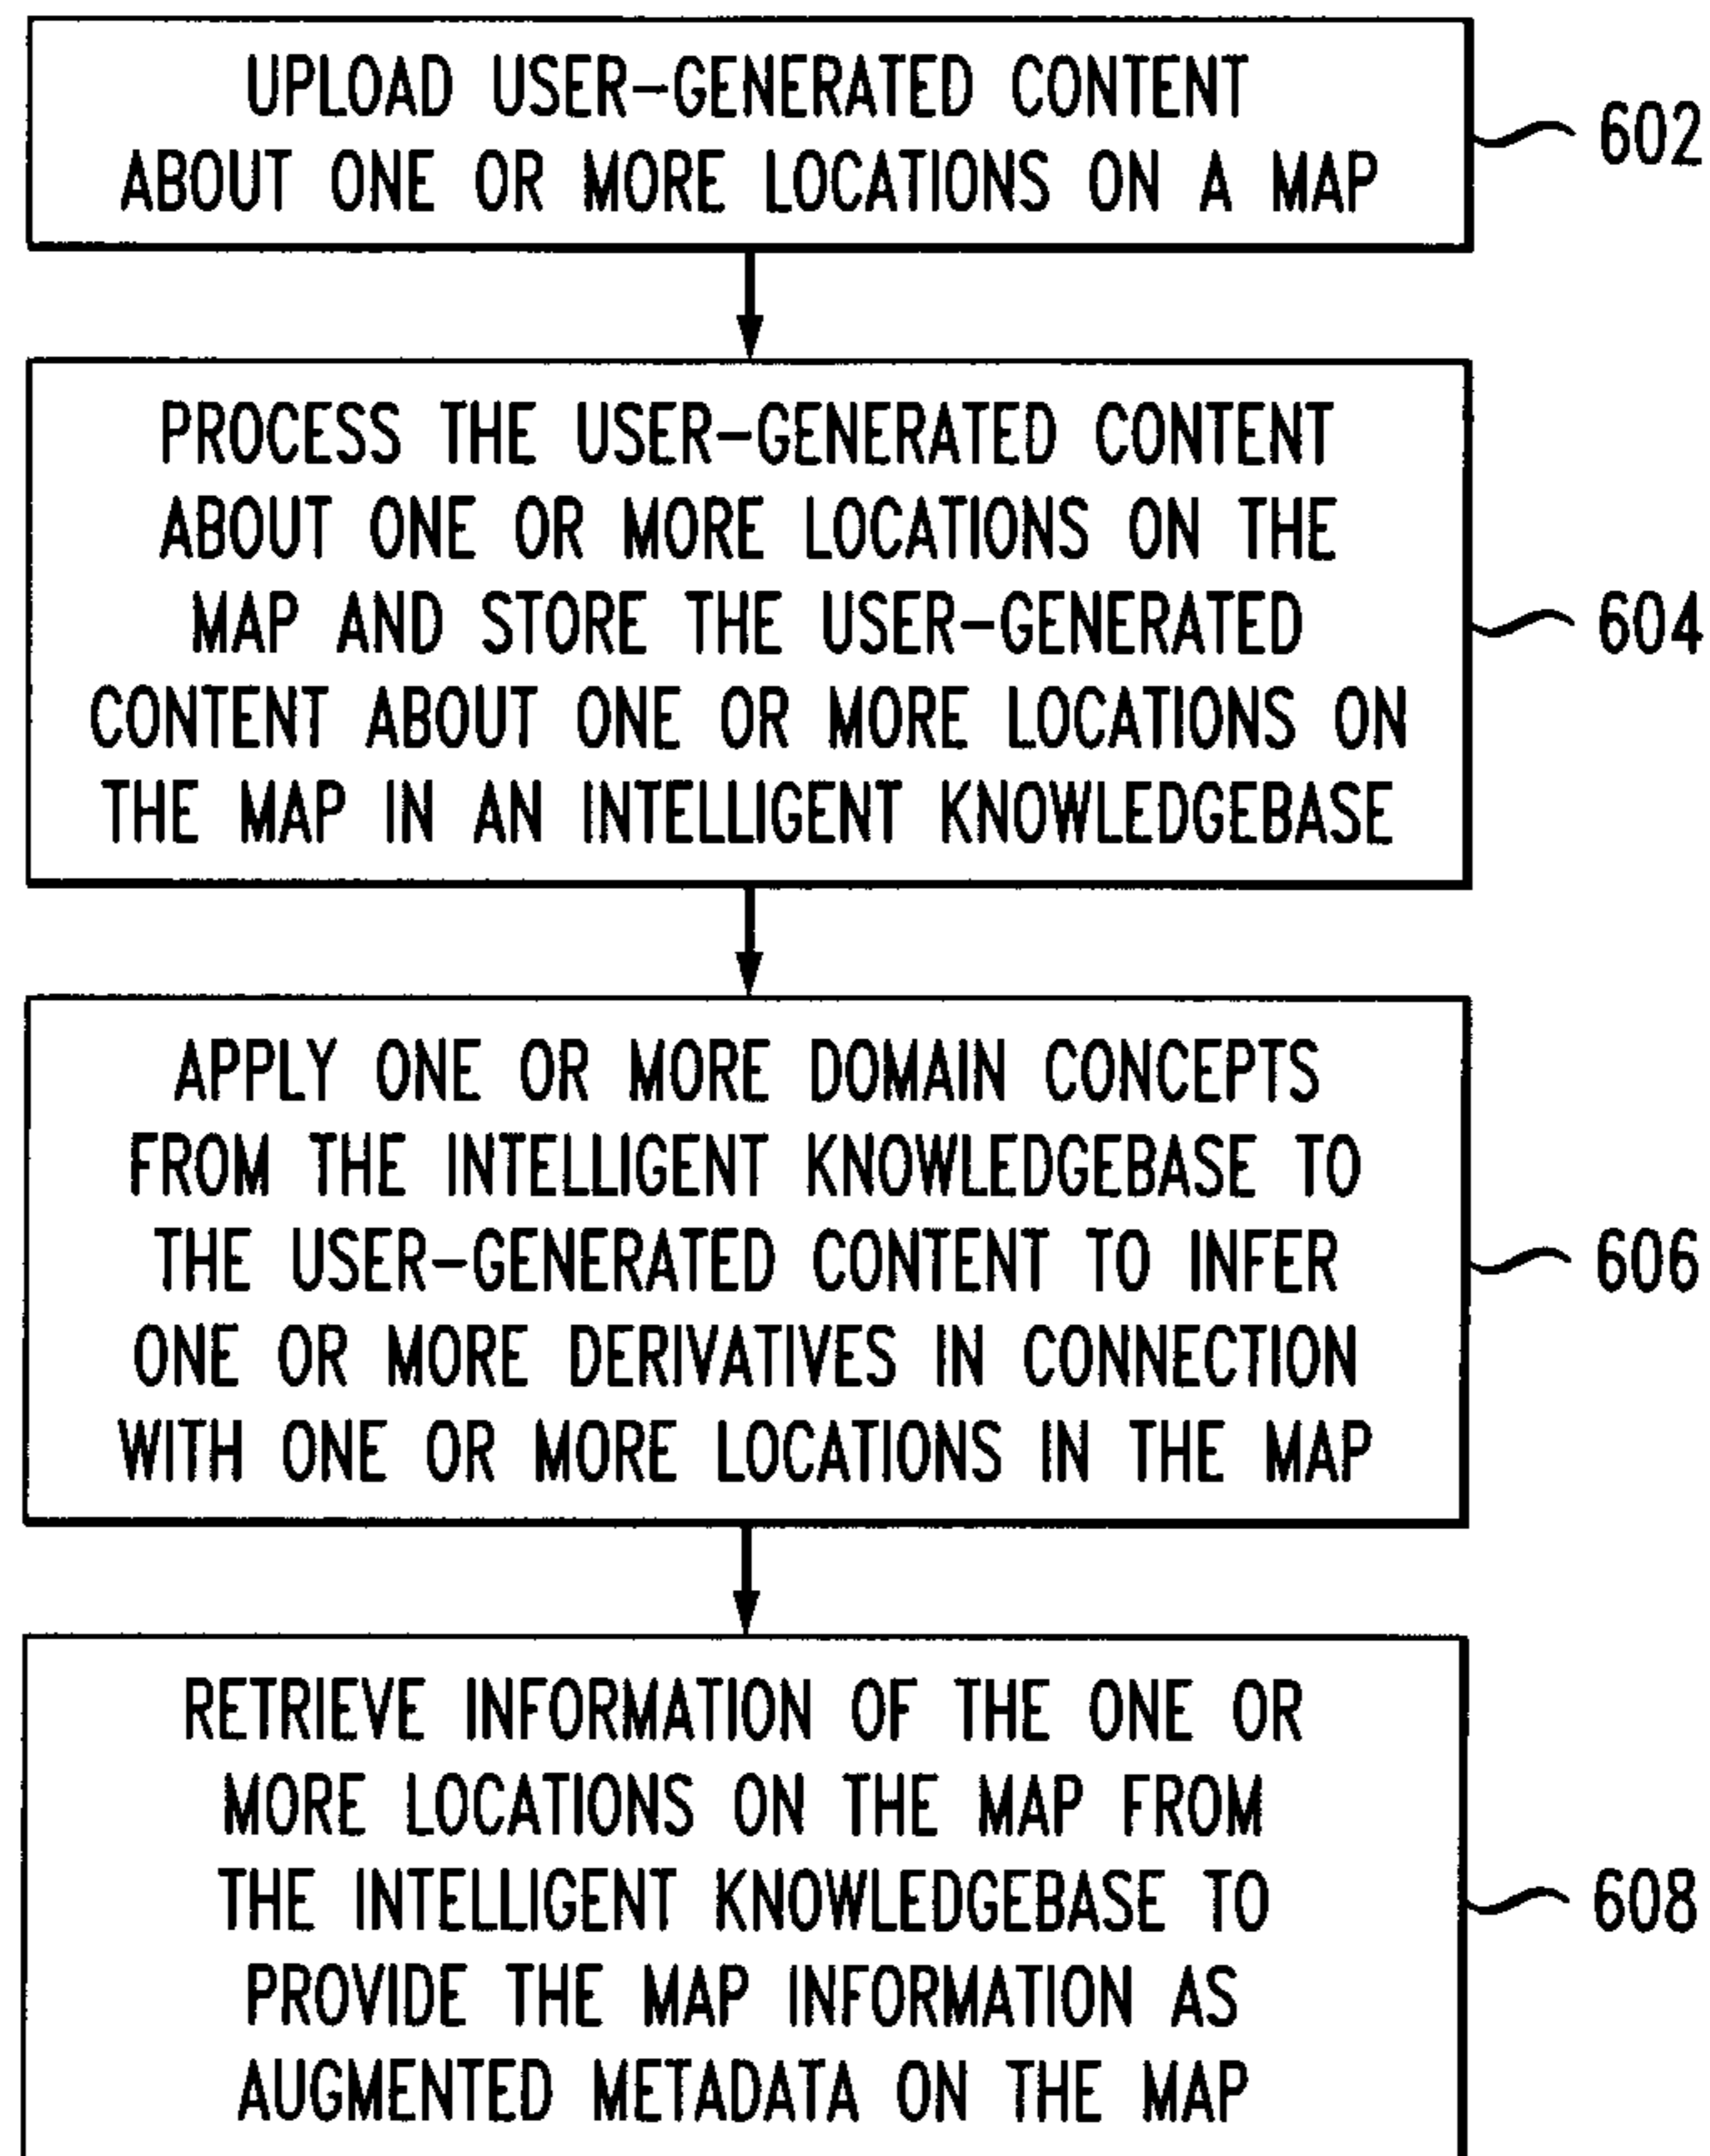 UPLOAD USER-GENERATED CONTENT
ABOUT ONE OR MORE LOCATIONS ON A MAP
602
PROCESS THE USER-GENERATED CONTENT
ABOUT ONE OR MORE LOCATIONS ON THE
MAP AND STORE THE USER-GENERATED
CONTENT ABOUT ONE OR MORE LOCATIONS ON
THE MAP IN AN INTELLIGENT KNOWLEDGEBASE
604
APPLY ONE OR MORE DOMAIN CONCEPTS
FROM THE INTELLIGENT KNOWLEDGEBASE TO
THE USER-GENERATED CONTENT TO INFER
ONE OR MORE DERIVATIVES IN CONNECTION
WITH ONE OR MORE LOCATIONS IN THE MAP
606
RETRIEVE INFORMATION OF THE ONE OR
MORE LOCATIONS ON THE MAP FROM
THE INTELLIGENT KNOWLEDGEBASE TO
PROVIDE THE MAP INFORMATION AS
AUGMENTED METADATA ON THE MAP
608